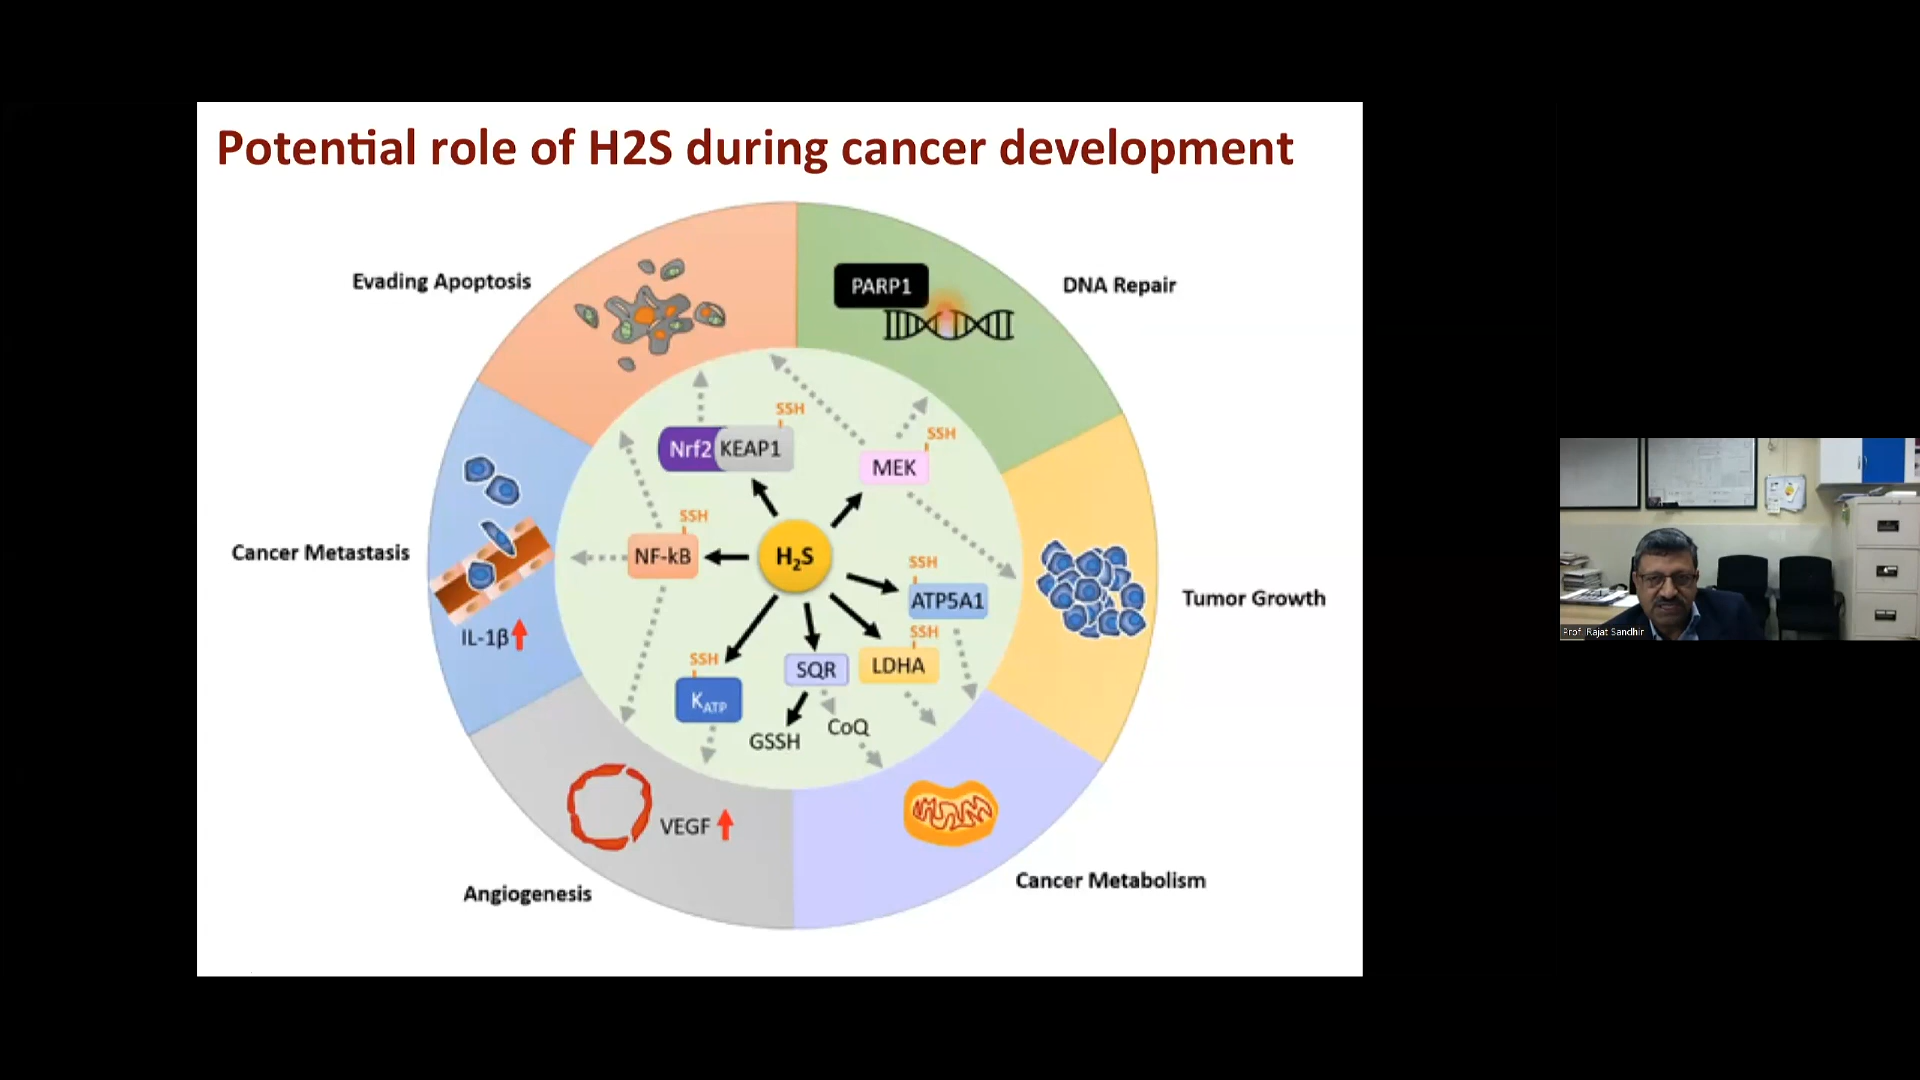 Potential role of H2S during cancer development
Evading Apoptosis
PARP1
DNA Repair
SSH
Nrf2 KEAP1
SSH
MEK
SSH
NF-kB
H₂S
Cancer Metastasis
IL-1β
SSH
ATP5A1
Tumor Growth
SSH
LDHA
SSH
K_ATP
SQR
GSSH
CoQ
VEGF
Angiogenesis
Cancer Metabolism
Prof. Rajat Sandhir